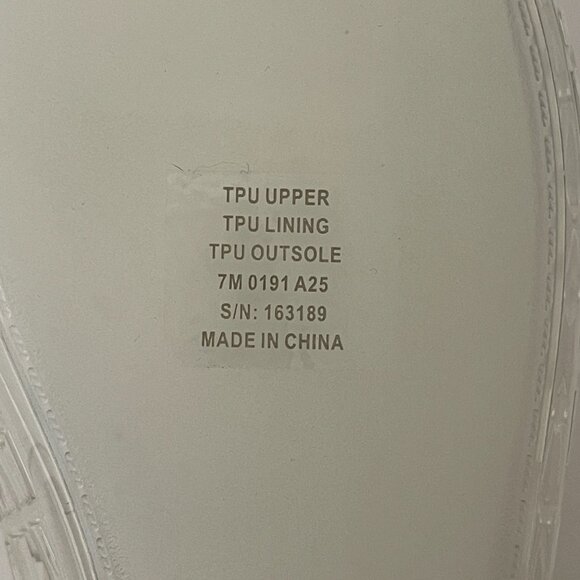 TPU UPPER
TPU LINING
TPU OUTSOLE
7M 0191 A25
S/N: 163189
MADE IN CHINA